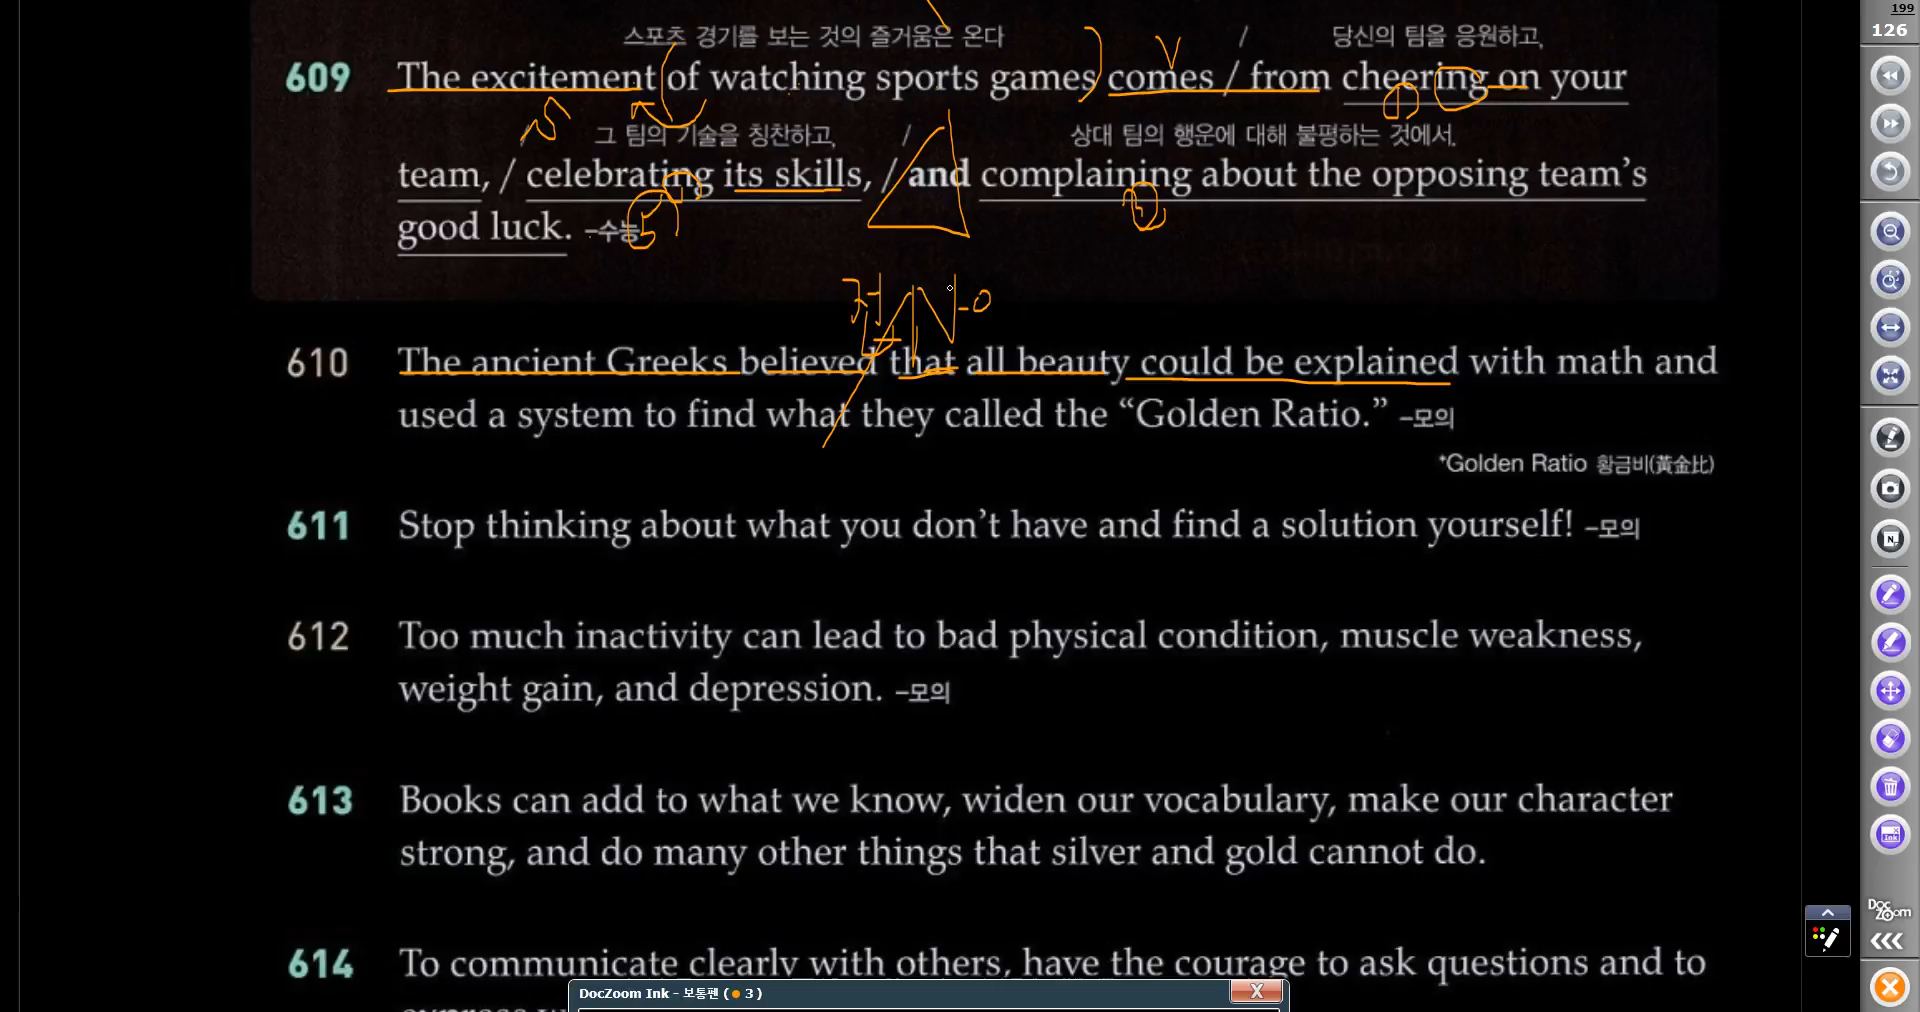 199
126
스포츠 경기를 보는 것의 즐거움은 온다 / 당신의 팀을 응원하고,
609 The excitement of watching sports games comes / from cheering on your
그 팀의 기술을 칭찬하고, / 상대 팀의 행운에 대해 불평하는 것에서.
team, / celebrating its skills, / and complaining about the opposing team's
good luck. –수능
610 The ancient Greeks believed that all beauty could be explained with math and
used a system to find what they called the “Golden Ratio.” –모의
*Golden Ratio 황금비(黃金比)
611 Stop thinking about what you don't have and find a solution yourself! –모의
612 Too much inactivity can lead to bad physical condition, muscle weakness,
weight gain, and depression. –모의
613 Books can add to what we know, widen our vocabulary, make our character
strong, and do many other things that silver and gold cannot do.
614 To communicate clearly with others, have the courage to ask questions and to
DocZoom Ink - 보통펜 ( 3 )
Doc Zoom